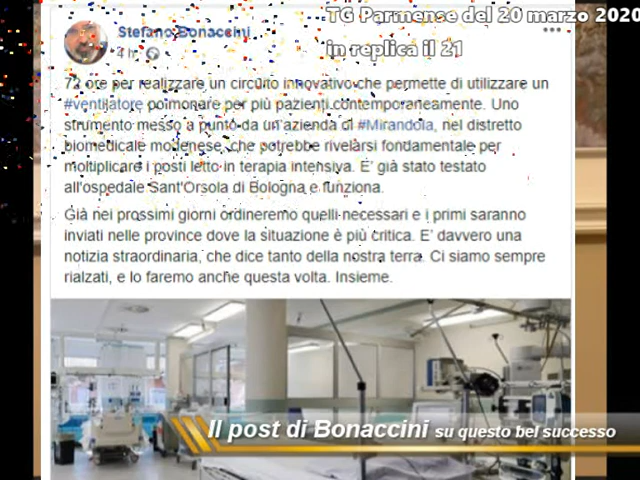 TG Parmense del 20 marzo 2020
in replica il 21
Stefano Bonaccini
4 h
72 ore per realizzare un circuito innovativo che permette di utilizzare un
#ventilatore polmonare per più pazienti contemporaneamente. Uno
strumento messo a punto da un'azienda di #Mirandola, nel distretto
biomedicale modenese, che potrebbe rivelarsi fondamentale per
moltiplicare i posti letto in terapia intensiva. E' già stato testato
all'ospedale Sant'Orsola di Bologna e funziona.
Già nei prossimi giorni ordineremo quelli necessari e i primi saranno
inviati nelle province dove la situazione è più critica. E' davvero una
notizia straordinaria, che dice tanto della nostra terra. Ci siamo sempre
rialzati, e lo faremo anche questa volta. Insieme.
Il post di Bonaccini su questo bel successo